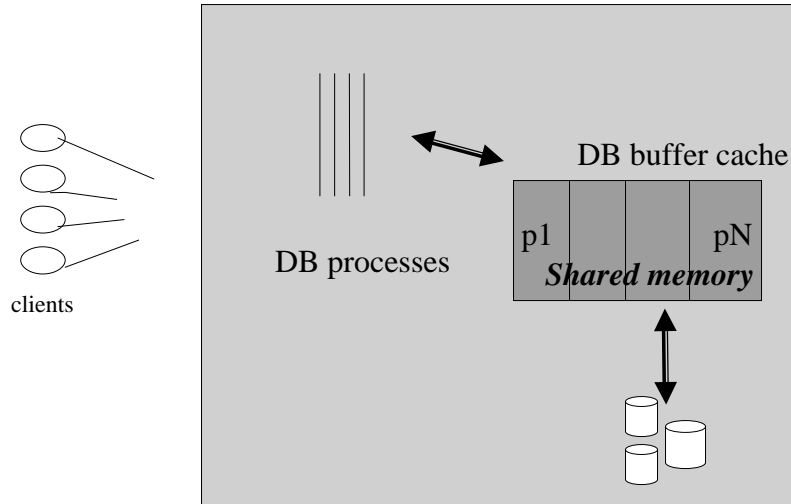 DB buffer cache
p1 pN
DB processes
Shared memory
clients